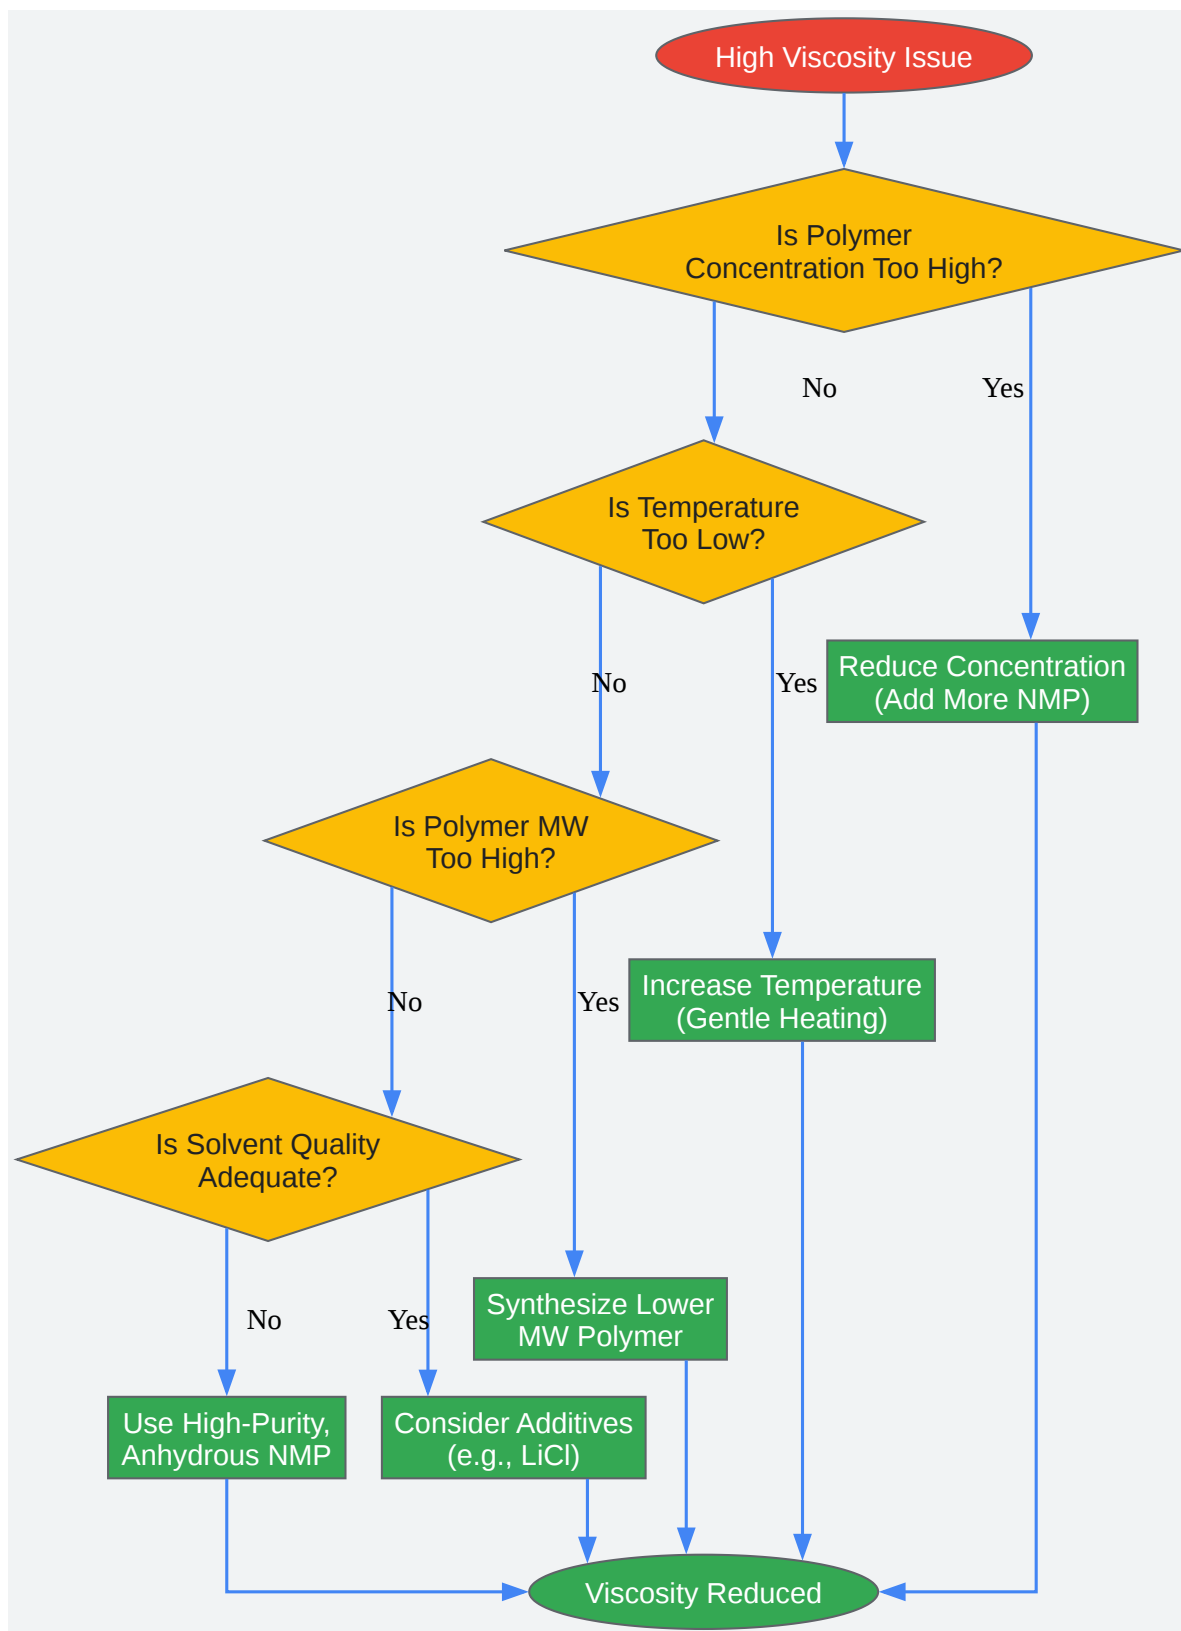 High Viscosity Issue
Is Polymer
Concentration Too High?
No
Yes
Is Temperature
Too Low?
No
Yes
Reduce Concentration
(Add More NMP)
Is Polymer MW
Too High?
No
Yes
Increase Temperature
(Gentle Heating)
Is Solvent Quality
Adequate?
No
Yes
Synthesize Lower
MW Polymer
Use High-Purity,
Anhydrous NMP
Consider Additives
(e.g., LiCl)
Viscosity Reduced